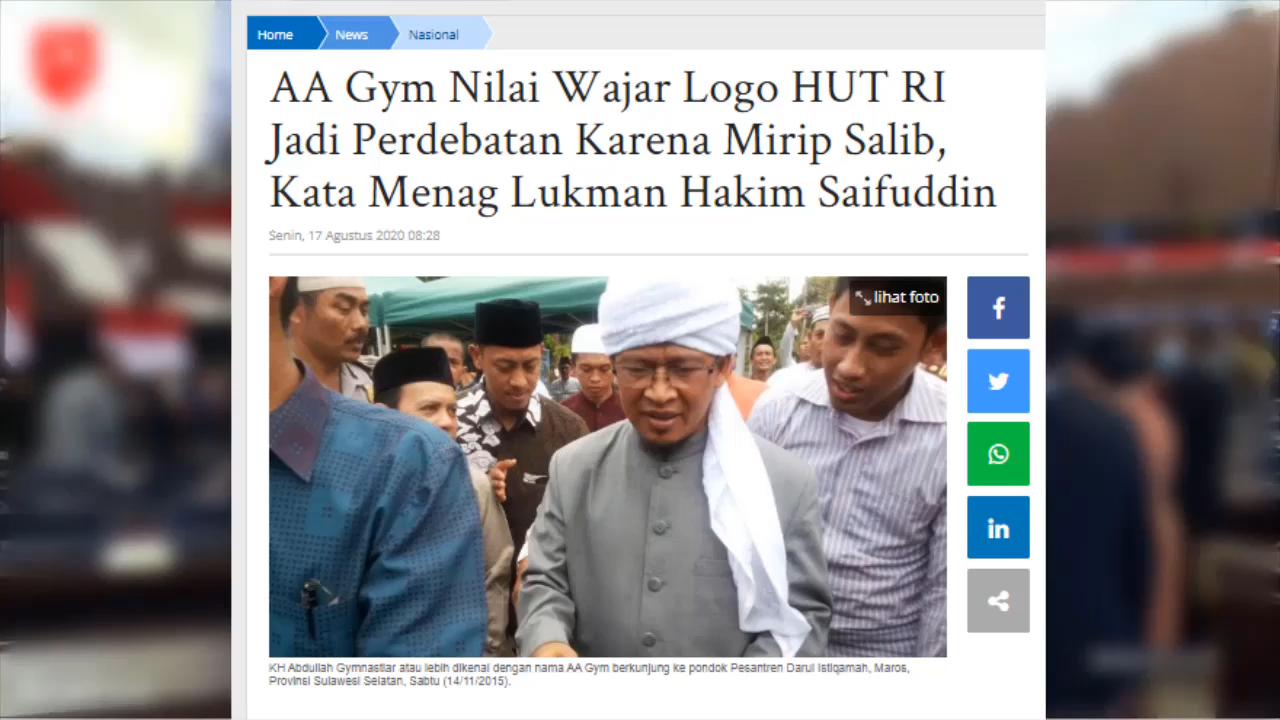 Home News Nasional
AA Gym Nilai Wajar Logo HUT RI
Jadi Perdebatan Karena Mirip Salib,
Kata Menag Lukman Hakim Saifuddin
Senin, 17 Agustus 2020 08:28
lihat foto
KH Abdullah Gymnastiar atau lebih dikenal dengan nama AA Gym berkunjung ke pondok Pesantren Darul Istiqamah, Maros,
Provinsi Sulawesi Selatan, Sabtu (14/11/2015).